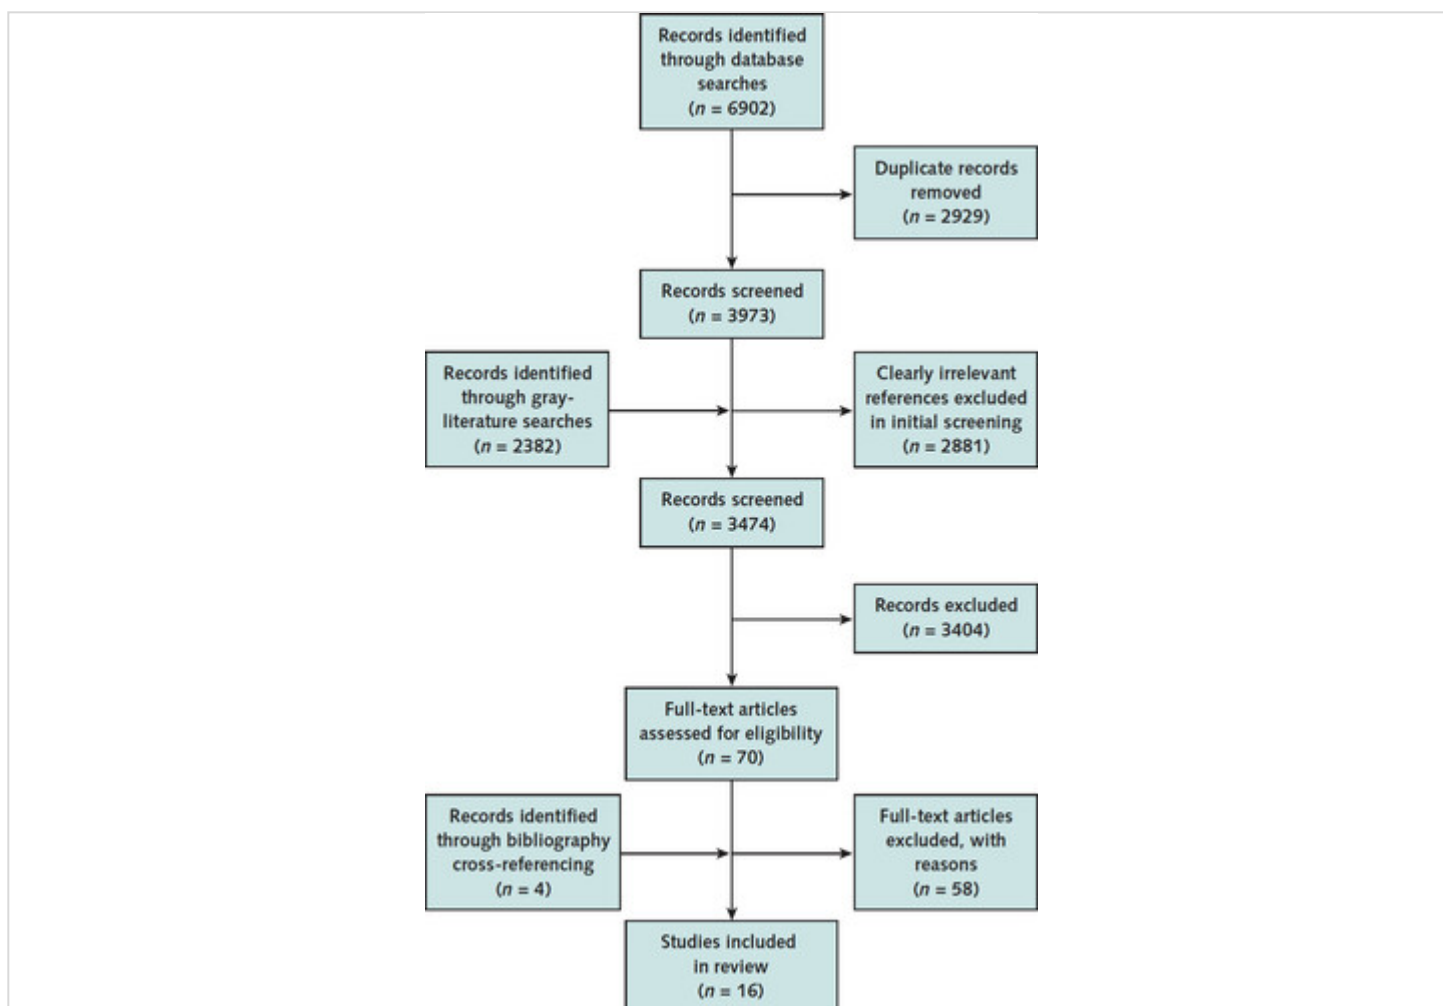 Records identified
through database
searches
(n = 6902)
Duplicate records
removed
(n = 2929)
Records screened
(n = 3973)
Records identified
through gray-
literature searches
(n = 2382)
Clearly irrelevant
references excluded
in initial screening
(n = 2881)
Records screened
(n = 3474)
Records excluded
(n = 3404)
Full-text articles
assessed for eligibility
(n = 70)
Records identified
through bibliography
cross-referencing
(n = 4)
Full-text articles
excluded, with
reasons
(n = 58)
Studies included
in review
(n = 16)